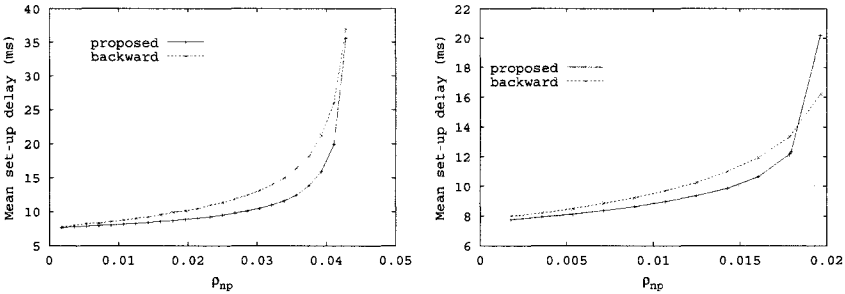 40
35
30
25
20
15
10
5
Mean set-up delay (ms)
proposed
backward
0 0.01 0.02 0.03 0.04 0.05
ρnp
22
20
18
16
14
12
10
8
6
Mean set-up delay (ms)
proposed
backward
0 0.005 0.01 0.015 0.02
ρnp